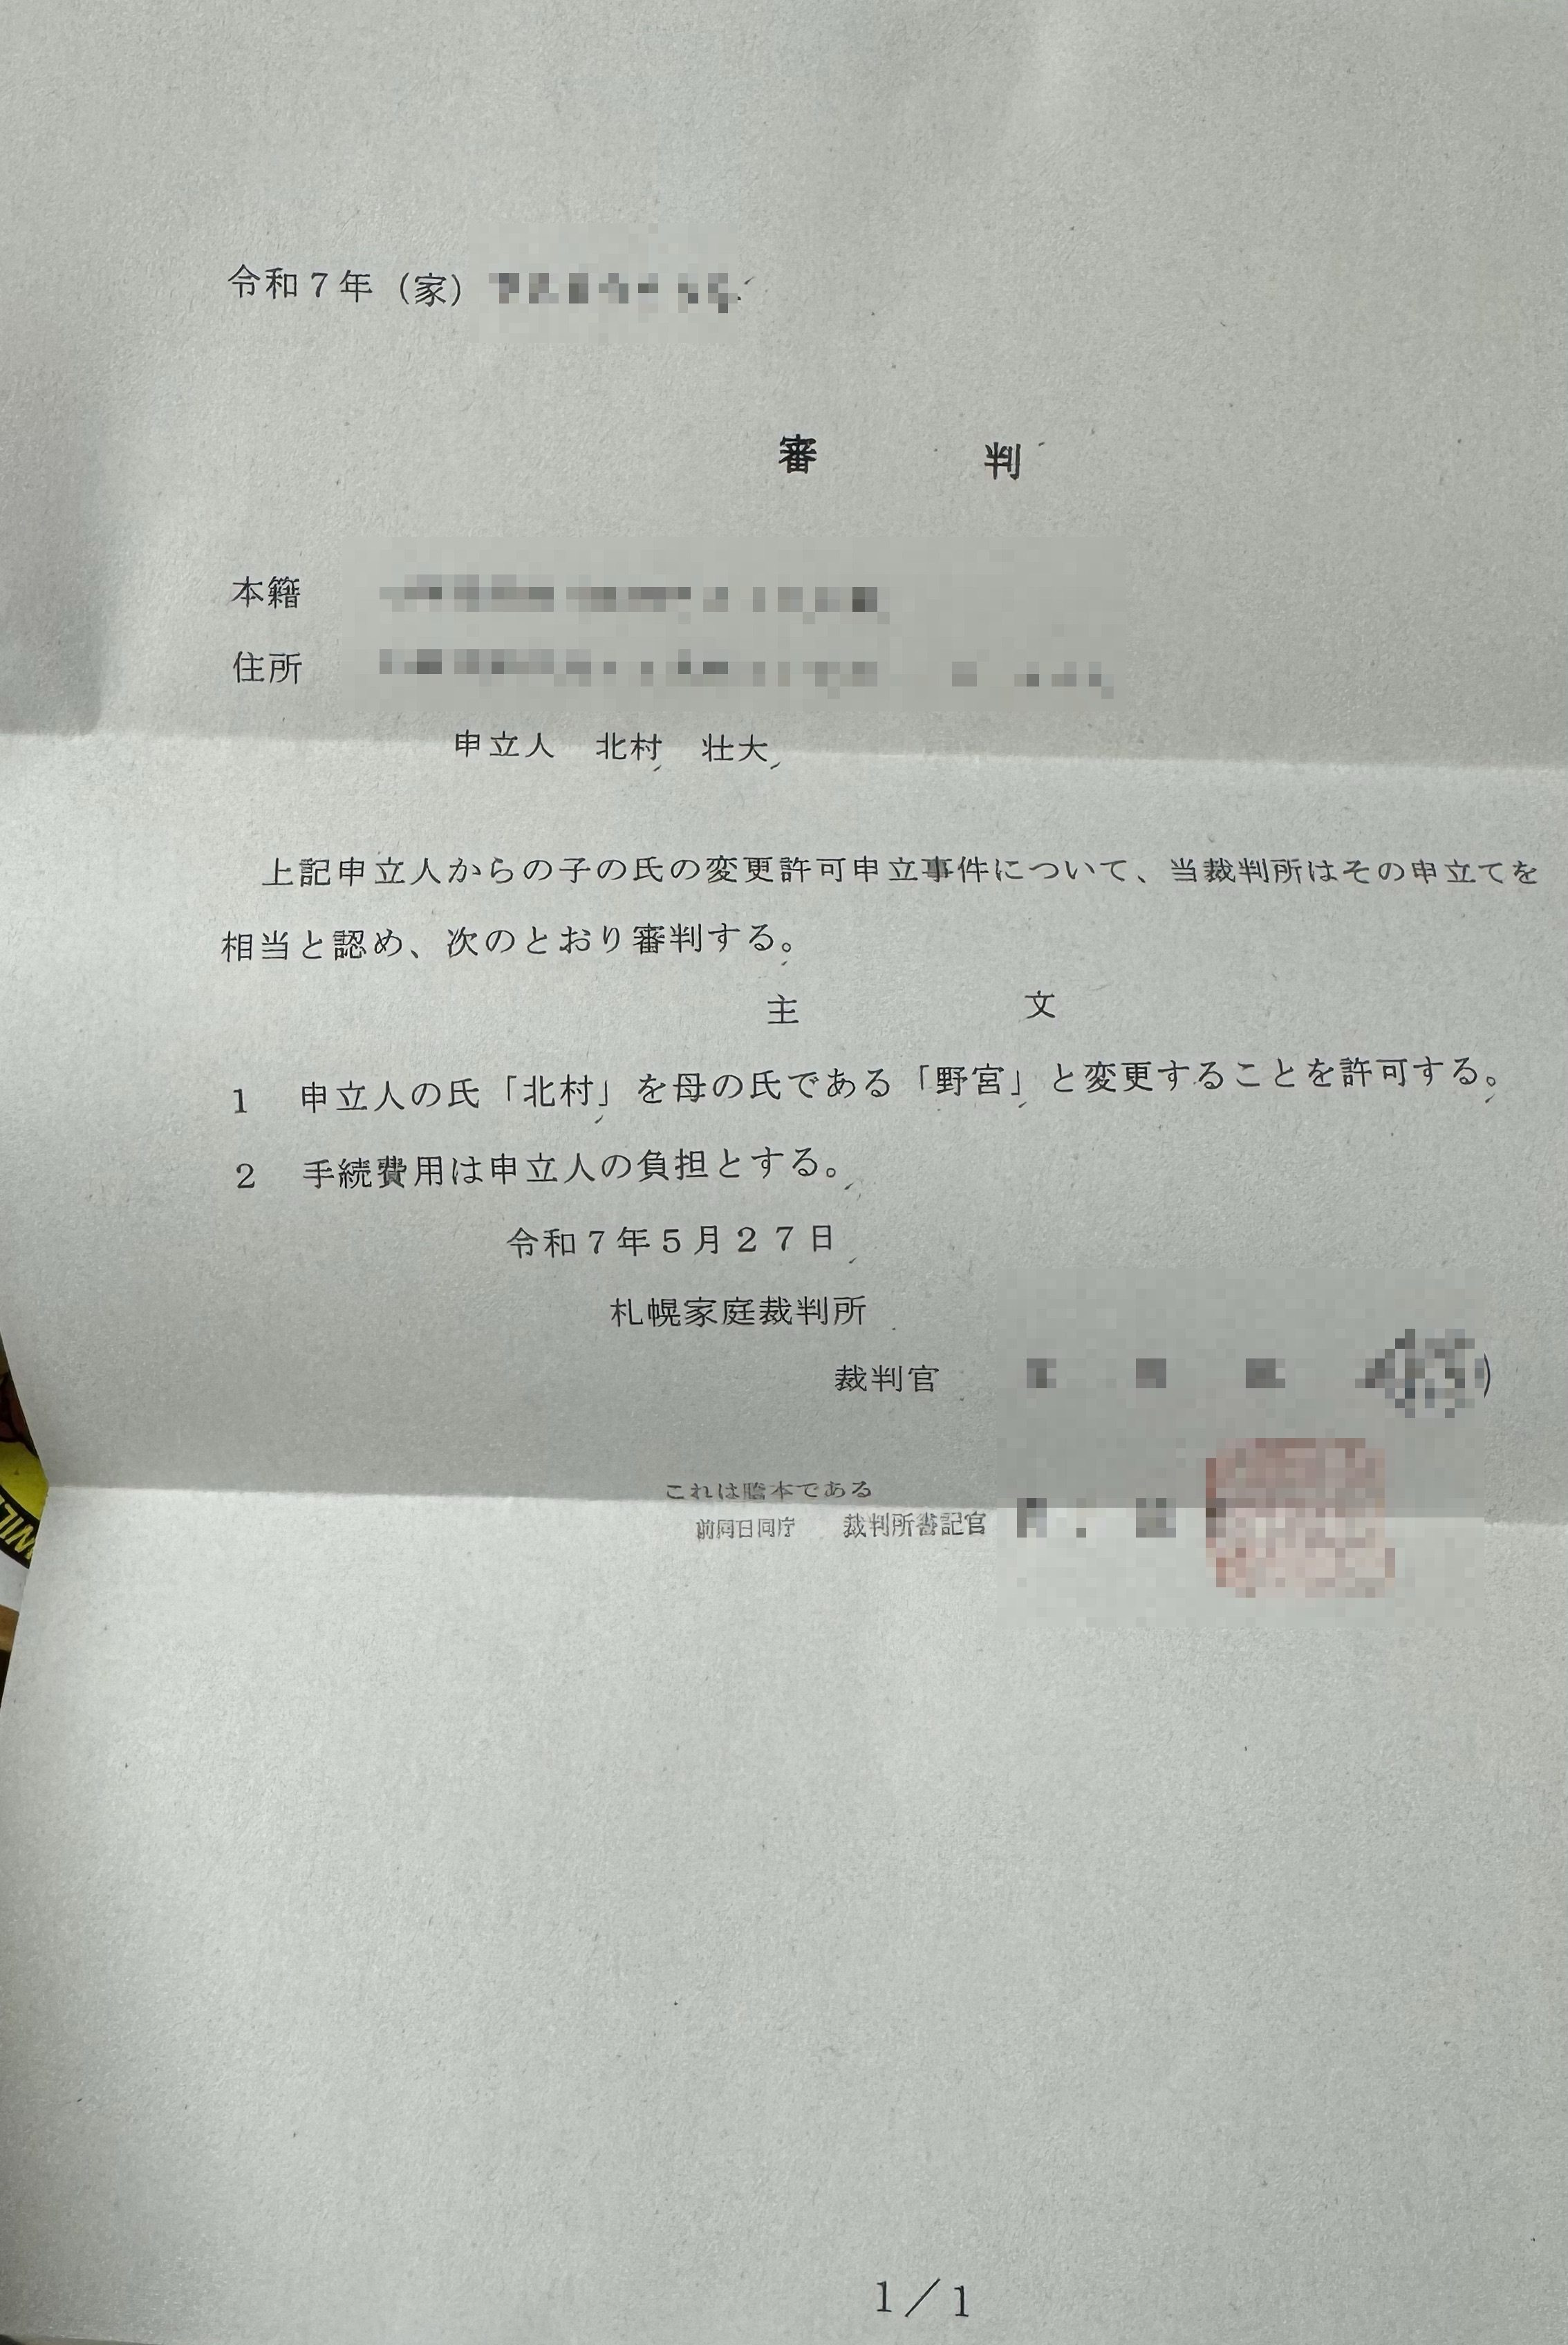 令和７年（家）
審　判
本籍
住所
申立人　北村　壮大
上記申立人からの子の氏の変更許可申立事件について、当裁判所はその申立てを
相当と認め、次のとおり審判する。
主　文
１　申立人の氏「北村」を母の氏である「野宮」と変更することを許可する。
２　手続費用は申立人の負担とする。
令和７年５月２７日
札幌家庭裁判所
裁判官
これは謄本である
前同日同庁　裁判所書記官
１／１